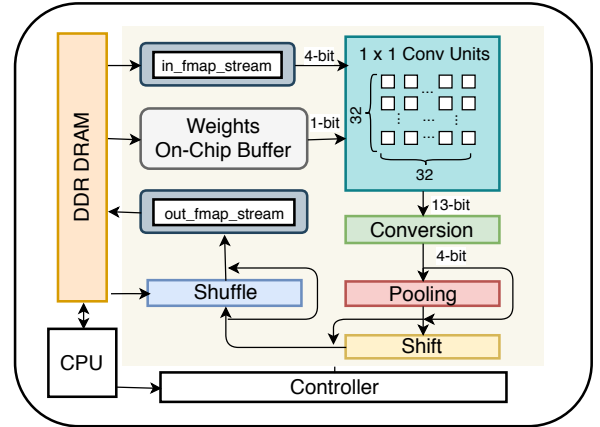 DDR DRAM
in_fmap_stream
4-bit
1 x 1 Conv Units
...
...
32
32
Weights
On-Chip Buffer
1-bit
out_fmap_stream
13-bit
Conversion
4-bit
Shuffle
Pooling
Shift
CPU
Controller